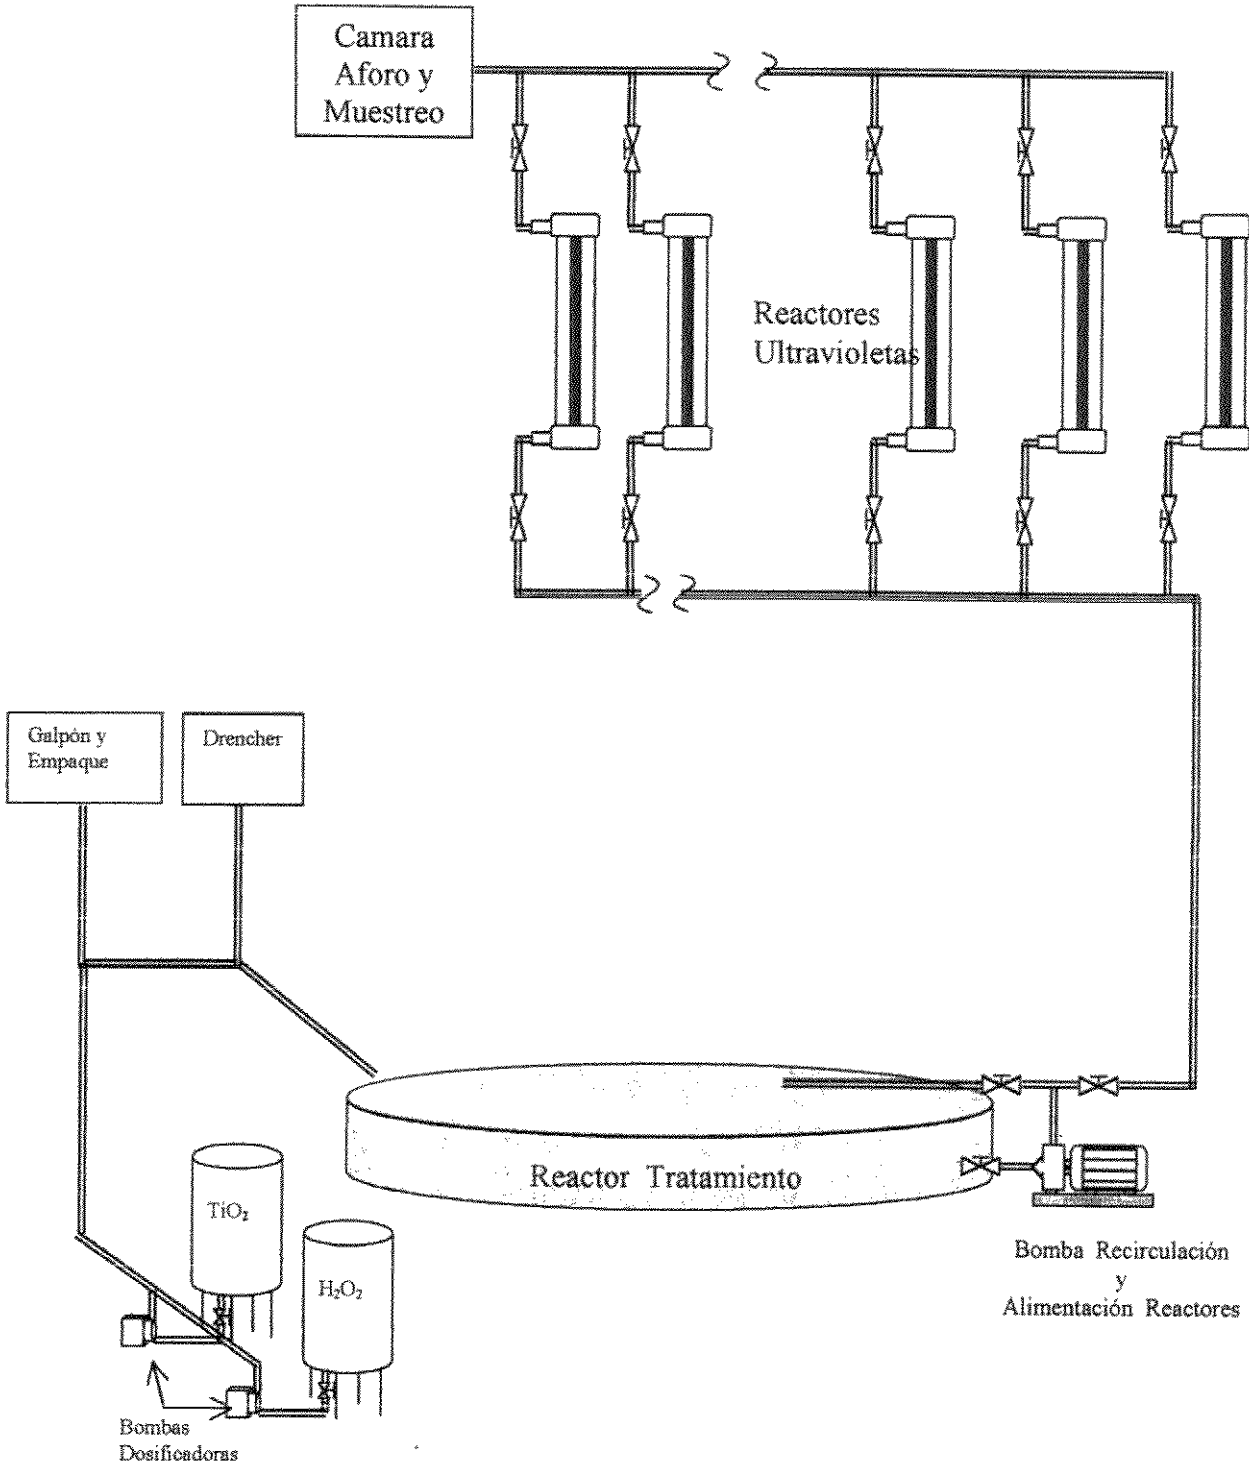 Camara
Aforo y
Muestreo
Reactores
Ultravioletas
Galpón y
Empaque
Drencher
Reactor Tratamiento
TiO₂
H₂O₂
Bomba Recirculación
y
Alimentación Reactores
Bombas
Dosificadoras